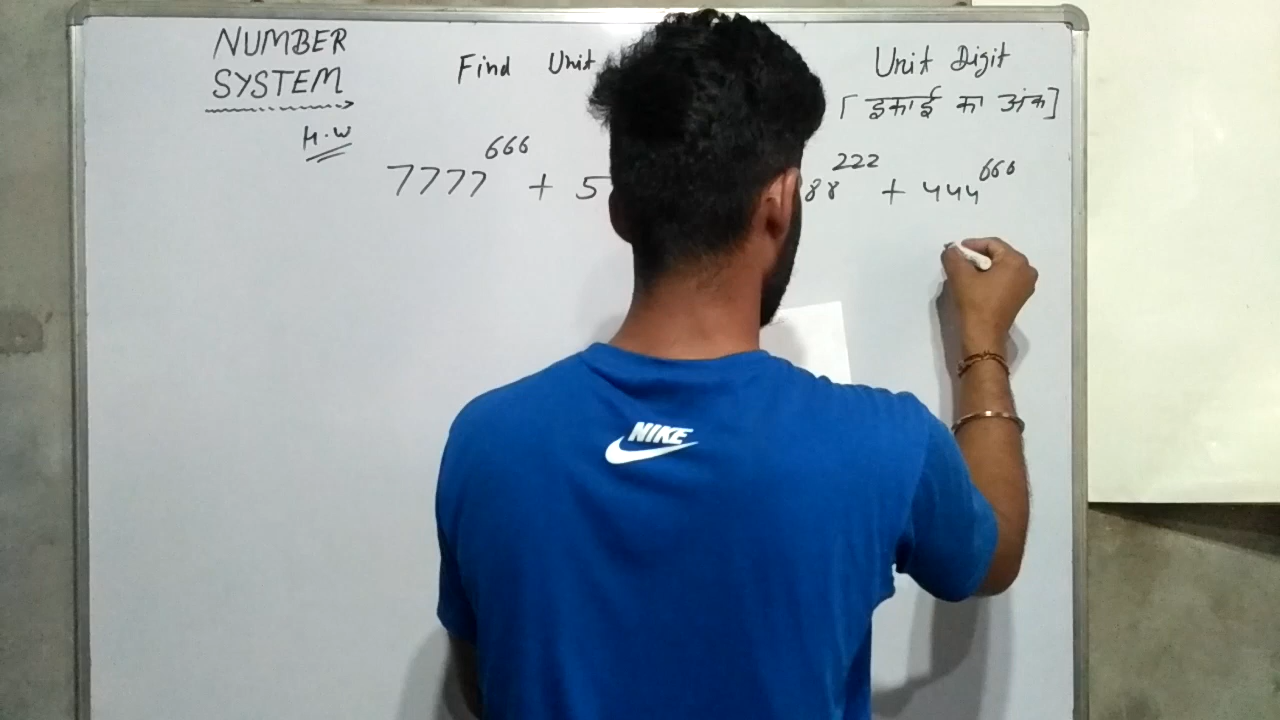 NUMBER
SYSTEM
H.W
Find Unit
Unit Digit
[इकाई का अंक]
7777^666 + 5
88^222 + 444^666
NIKE